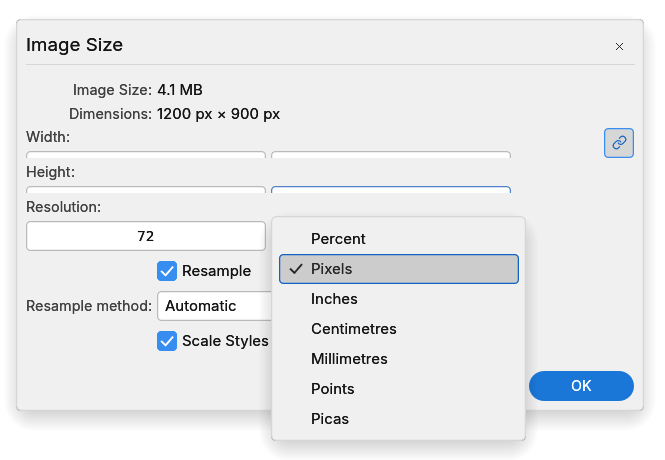 Image Size
Image Size: 4.1 MB
Dimensions: 1200 px × 900 px
Width:
Height:
Resolution:
72
Resample
Resample method: Automatic
Scale Styles
Percent
Pixels
Inches
Centimetres
Millimetres
Points
Picas
OK